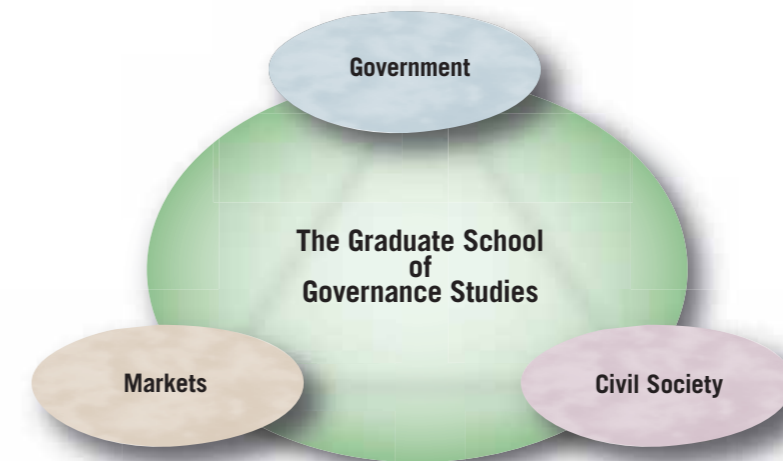 Government
The Graduate School
of
Governance Studies
Markets
Civil Society